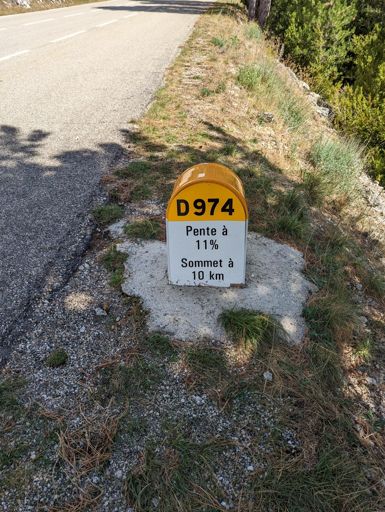 D974
Pente à
11%
Sommet à
10 km